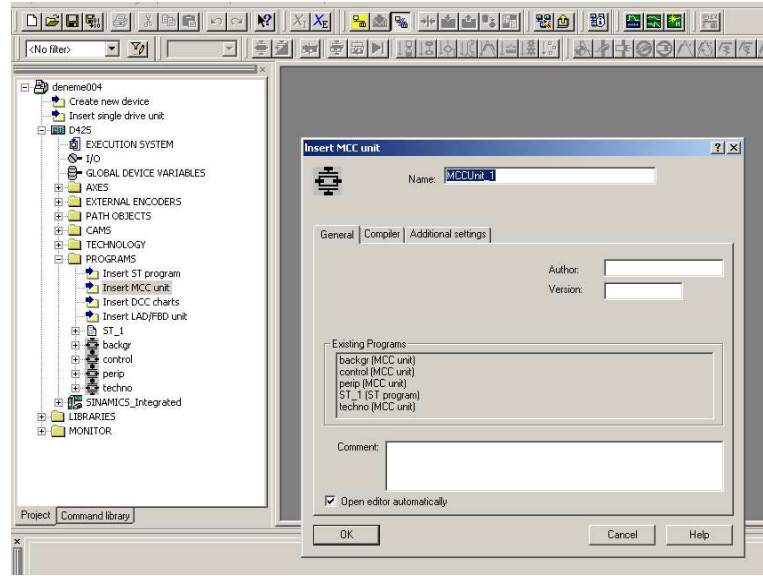 <No filter>
deneme004
Create new device
Insert single drive unit
D425
EXECUTION SYSTEM
I/O
GLOBAL DEVICE VARIABLES
AXES
EXTERNAL ENCODERS
PATH OBJECTS
CAMS
TECHNOLOGY
PROGRAMS
Insert ST program
Insert MCC unit
Insert DCC charts
Insert LAD/FBD unit
ST_1
backgr
control
perip
techno
SINAMICS_Integrated
LIBRARIES
MONITOR
Project
Command library
Insert MCC unit
Name:
MCCUnit_1
General
Compiler
Additional settings
Author:
Version:
Existing Programs
backgr (MCC unit)
control (MCC unit)
perip (MCC unit)
ST_1 (ST program)
techno (MCC unit)
Comment:
Open editor automatically
OK
Cancel
Help